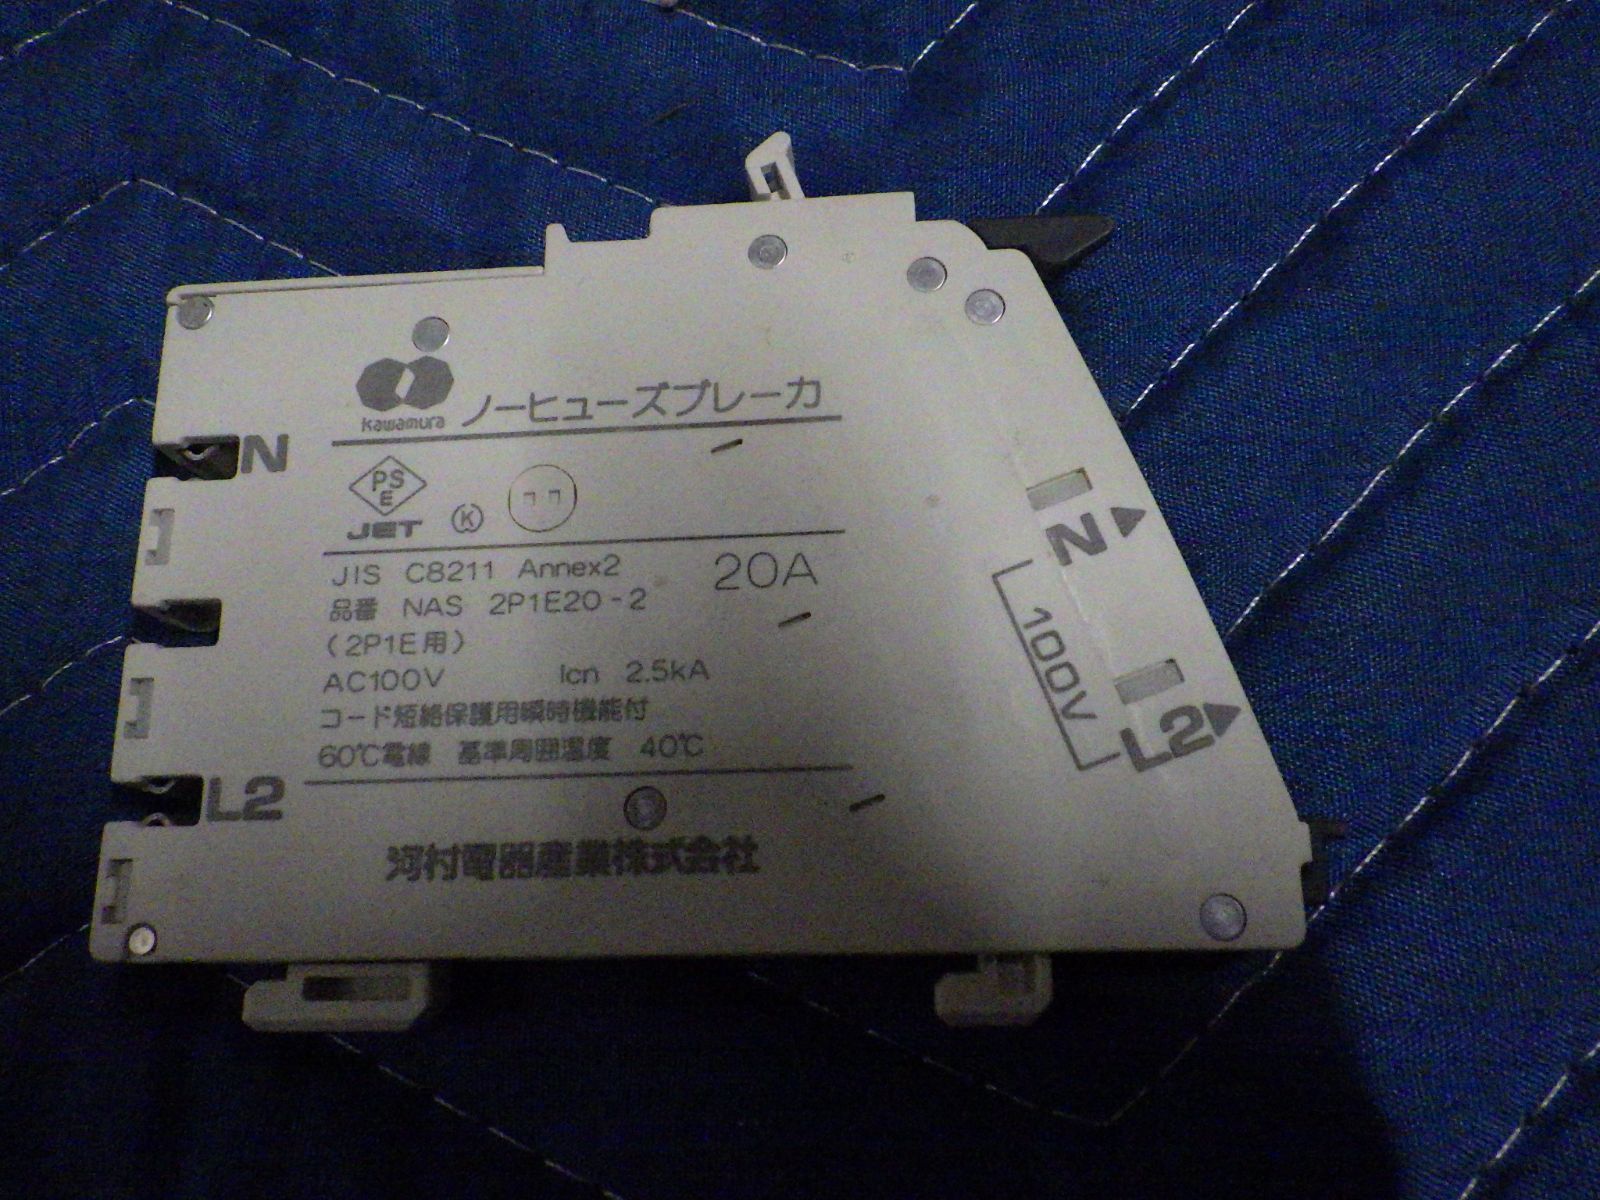 Kawamura
ノーヒューズブレーカ
N
PS
E
JET
K
JIS C8211 Annex2
20A
品番 NAS 2P1E20-2
(2P1E用)
AC100V Icn 2.5kA
コード短絡保護用瞬時機能付
60℃電線 基準周囲温度 40℃
L2
河村電器産業株式会社
N
100V
L2